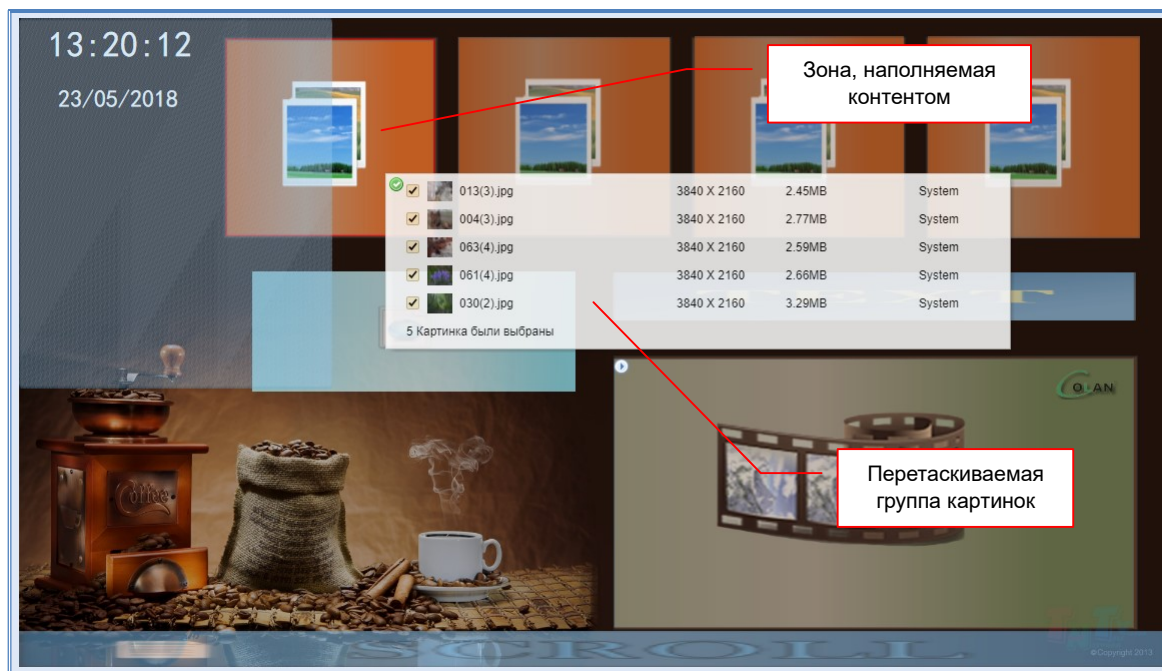 13:20:12
23/05/2018
Зона, наполняемая
контентом
013(3).jpg 3840 X 2160 2.45MB System
004(3).jpg 3840 X 2160 2.77MB System
063(4).jpg 3840 X 2160 2.59MB System
061(4).jpg 3840 X 2160 2.66MB System
030(2).jpg 3840 X 2160 3.29MB System
5 Картинка были выбраны
Coffee
Перетаскиваемая
группа картинок
SCROLL
©Copyright 2013